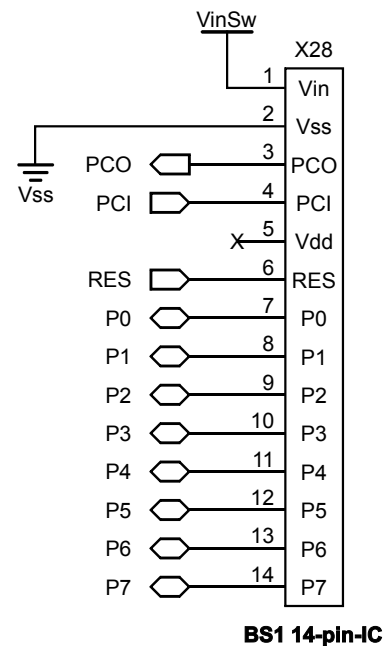 VinSw
X28
1 Vin
2 Vss
Vss
PCO 3 PCO
PCI 4 PCI
X 5 Vdd
RES 6 RES
P0 7 P0
P1 8 P1
P2 9 P2
P3 10 P3
P4 11 P4
P5 12 P5
P6 13 P6
P7 14 P7
BS1 14-pin-IC